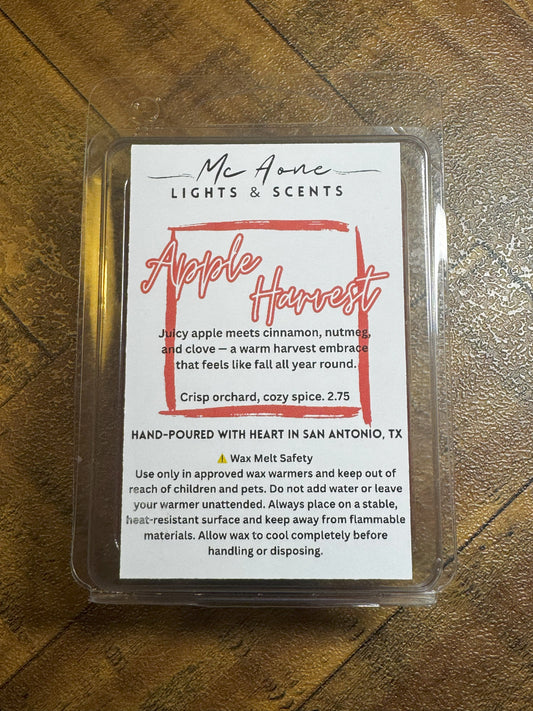 Mc Aone
LIGHTS & SCENTS
Apple
Harvest
Juicy apple meets cinnamon, nutmeg,
and clove — a warm harvest embrace
that feels like fall all year round.
Crisp orchard, cozy spice. 2.75
HAND-POURED WITH HEART IN SAN ANTONIO, TX
⚠️ Wax Melt Safety
Use only in approved wax warmers and keep out of
reach of children and pets. Do not add water or leave
your warmer unattended. Always place on a stable,
heat-resistant surface and keep away from flammable
materials. Allow wax to cool completely before
handling or disposing.